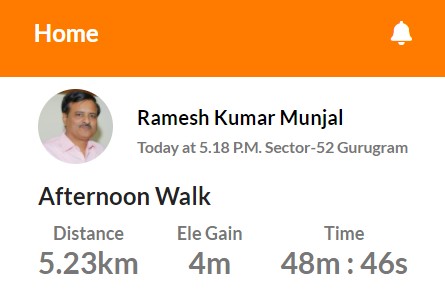 Home
Ramesh Kumar Munjal
Today at 5.18 P.M. Sector-52 Gurugram
Afternoon Walk
Distance Ele Gain Time
5.23km 4m 48m : 46s